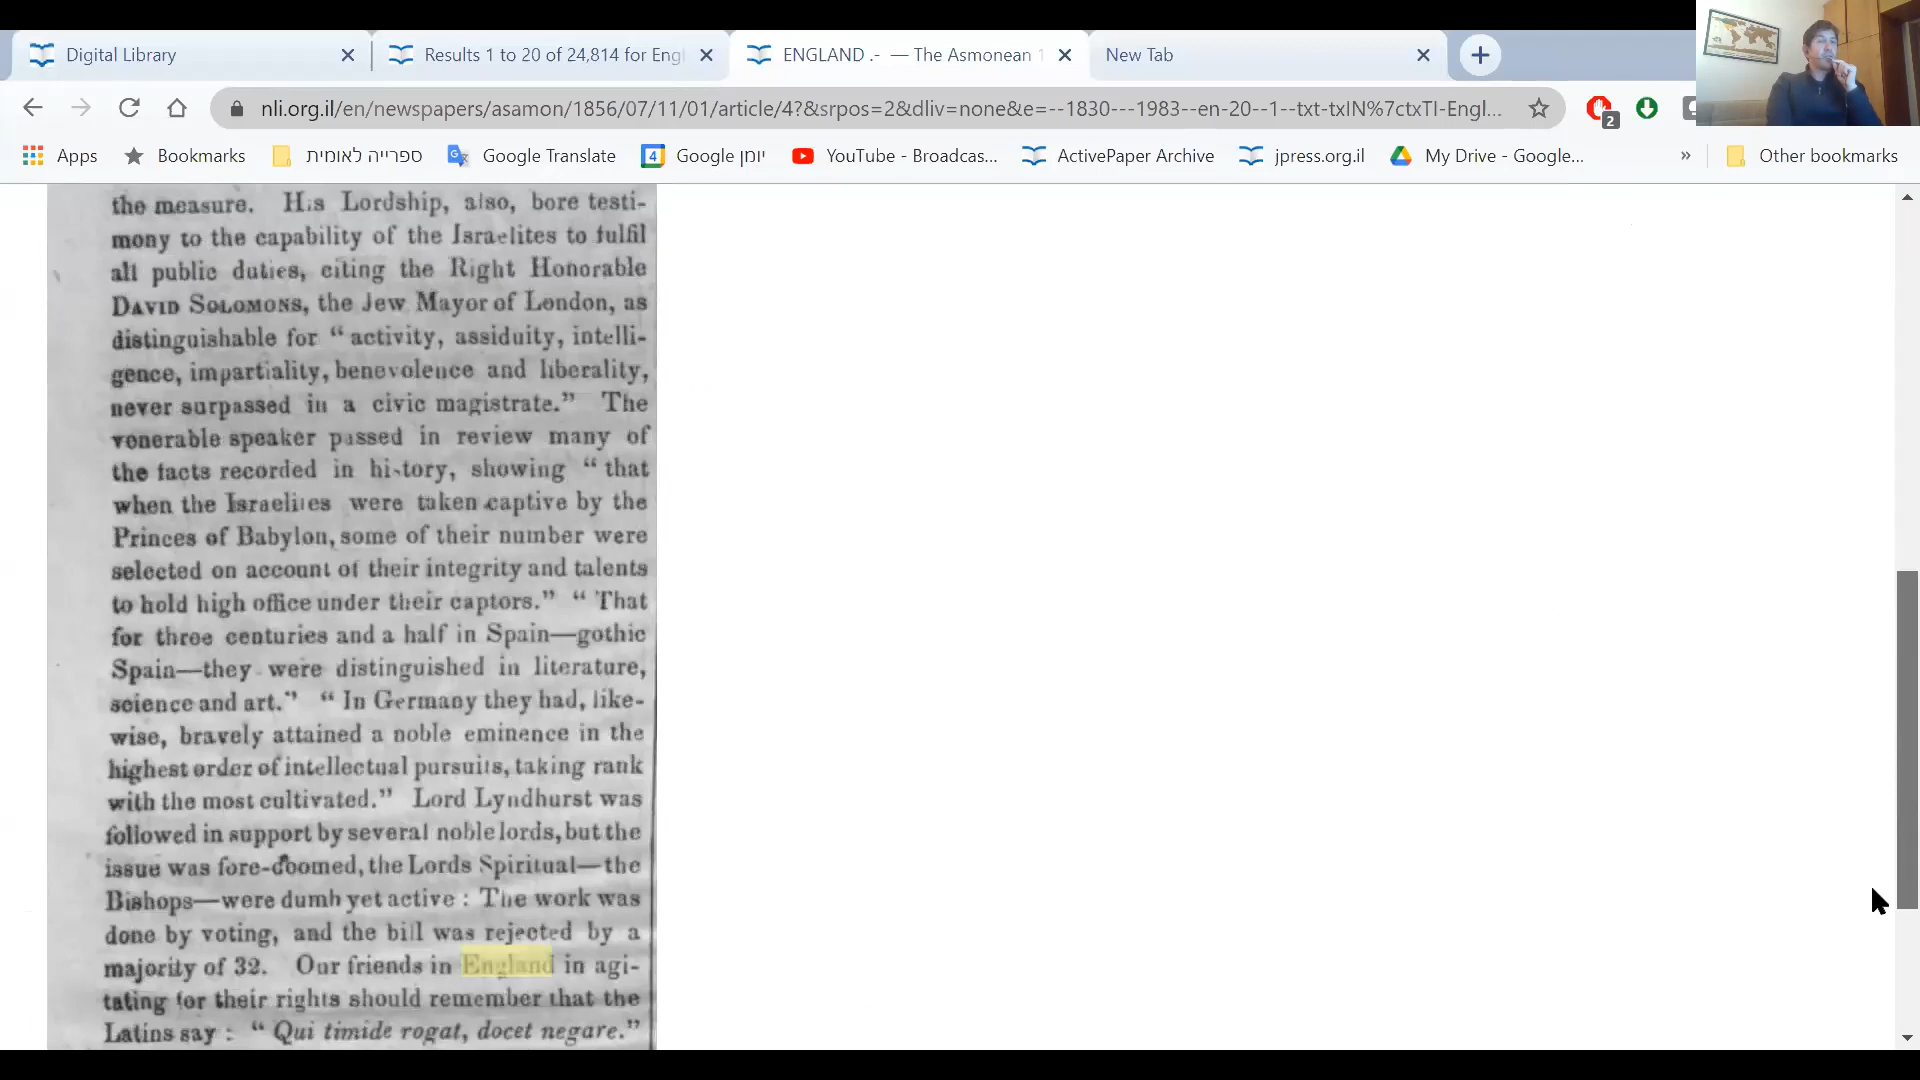 Digital Library
Results 1 to 20 of 24,814 for Eng
ENGLAND .- — The Asmonean 1
New Tab
nli.org.il/en/newspapers/asamon/1856/07/11/01/article/4?&srpos=2&dliv=none&e=--1830---1983--en-20--1--txt-txIN%7ctxTI-Engl...
2
Apps
Bookmarks
ספרייה לאומית
Google Translate
4
יומן Google
YouTube - Broadcas...
ActivePaper Archive
jpress.org.il
My Drive - Google...
»
Other bookmarks
the measure. His Lordship, also, bore testi-
mony to the capability of the Israelites to fulfil
all public duties, citing the Right Honorable
DAVID SOLOMONS, the Jew Mayor of London, as
distinguishable for “ activity, assiduity, intelli-
gence, impartiality, benevolence and liberality,
never surpassed in a civic magistrate.” The
venerable speaker passed in review many of
the facts recorded in history, showing “ that
when the Israelites were taken captive by the
Princes of Babylon, some of their number were
selected on account of their integrity and talents
to hold high office under their captors.” “ That
for three centuries and a half in Spain—gothic
Spain—they were distinguished in literature,
science and art.” “ In Germany they had, like-
wise, bravely attained a noble eminence in the
highest order of intellectual pursuits, taking rank
with the most cultivated.” Lord Lyndhurst was
followed in support by several noble lords, but the
issue was fore-doomed, the Lords Spiritual—the
Bishops—were dumb yet active : The work was
done by voting, and the bill was rejected by a
majority of 32. Our friends in England in agi-
tating for their rights should remember that the
Latins say : “ Qui timide rogat, docet negare.”